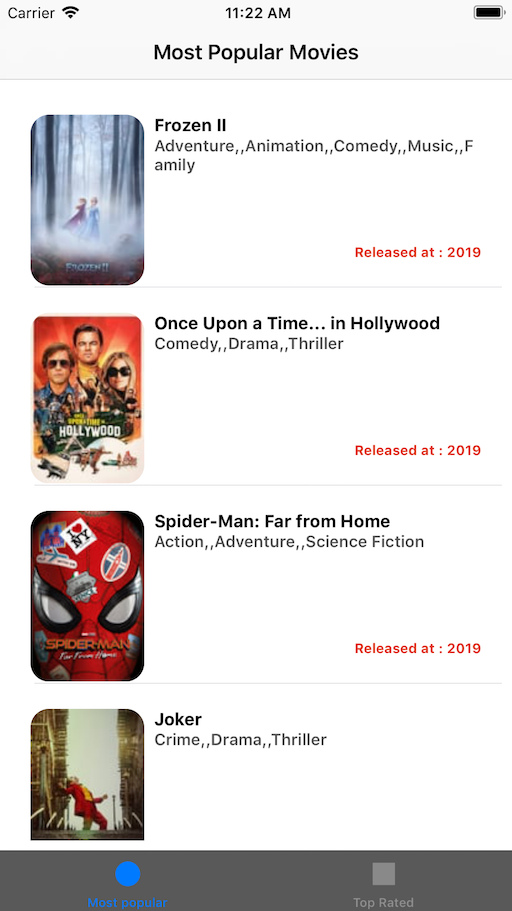 Carrier 11:22 AM
Most Popular Movies
Frozen II
Adventure,,Animation,,Comedy,,Music,,F
amily
FROZEN II
Released at : 2019
Once Upon a Time... in Hollywood
Comedy,,Drama,,Thriller
UPON A TIME IN
HOLLYWOOD
Released at : 2019
Spider-Man: Far from Home
Action,,Adventure,,Science Fiction
I NY
SPIDER-MAN
Far From Home
Released at : 2019
Joker
Crime,,Drama,,Thriller
Most popular
Top Rated